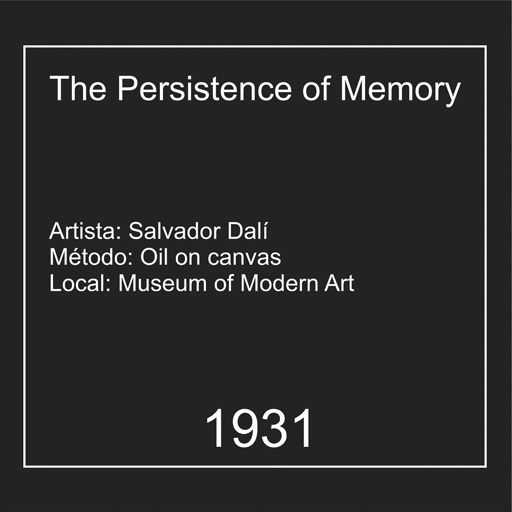 The Persistence of Memory
Artista: Salvador Dalí
Método: Oil on canvas
Local: Museum of Modern Art
1931